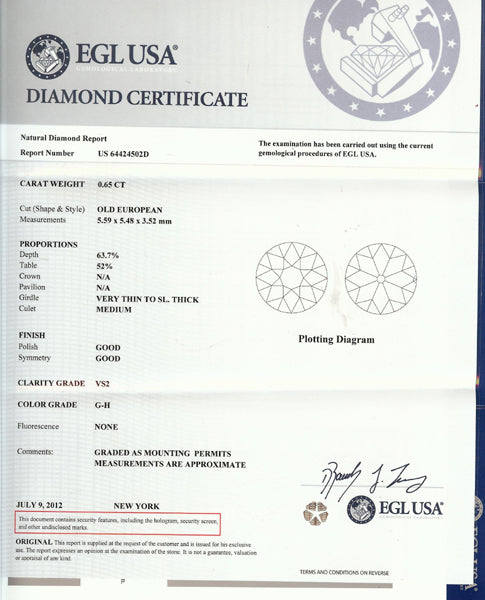 EGL USA®
GEMOLOGICAL LABORATORY
DIAMOND CERTIFICATE
Natural Diamond Report
Report Number US 64424502D
The examination has been carried out using the current
gemological procedures of EGL USA.
CARAT WEIGHT 0.65 CT
Cut (Shape & Style) OLD EUROPEAN
Measurements 5.59 x 5.48 x 3.52 mm
PROPORTIONS
Depth 63.7%
Table 52%
Crown N/A
Pavilion N/A
Girdle VERY THIN TO SL. THICK
Culet MEDIUM
Plotting Diagram
FINISH
Polish GOOD
Symmetry GOOD
CLARITY GRADE VS2
COLOR GRADE G-H
Fluorescence NONE
Comments: GRADED AS MOUNTING PERMITS
MEASUREMENTS ARE APPROXIMATE
JULY 9, 2012 NEW YORK
EGL USA®
This document contains security features, including the hologram, security screen,
and other undisclosed marks.
ORIGINAL This report is supplied at the request of the customer and is issued for his exclusive
use. The report expresses an opinion at the examination of the stone. It is not a guarantee, valuation
or appraisal of any kind.
TERMS AND CONDITIONS ON REVERSE